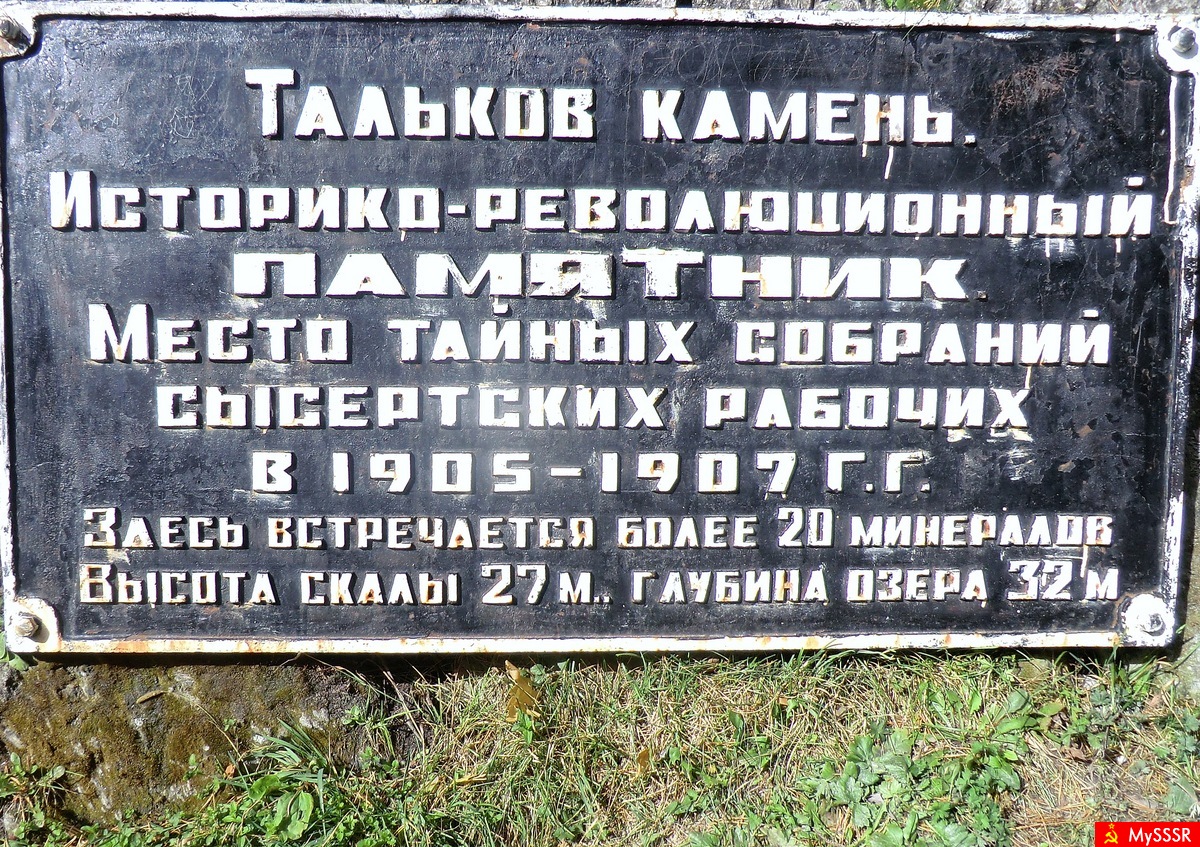 Тальков камень.
Историко-революционный
памятник.
Место тайных собраний
сысертских рабочих
в 1905-1907 г.г.
Здесь встречается более 20 минералов
Высота скалы 27 м., глубина озера 32 м
MySSSR